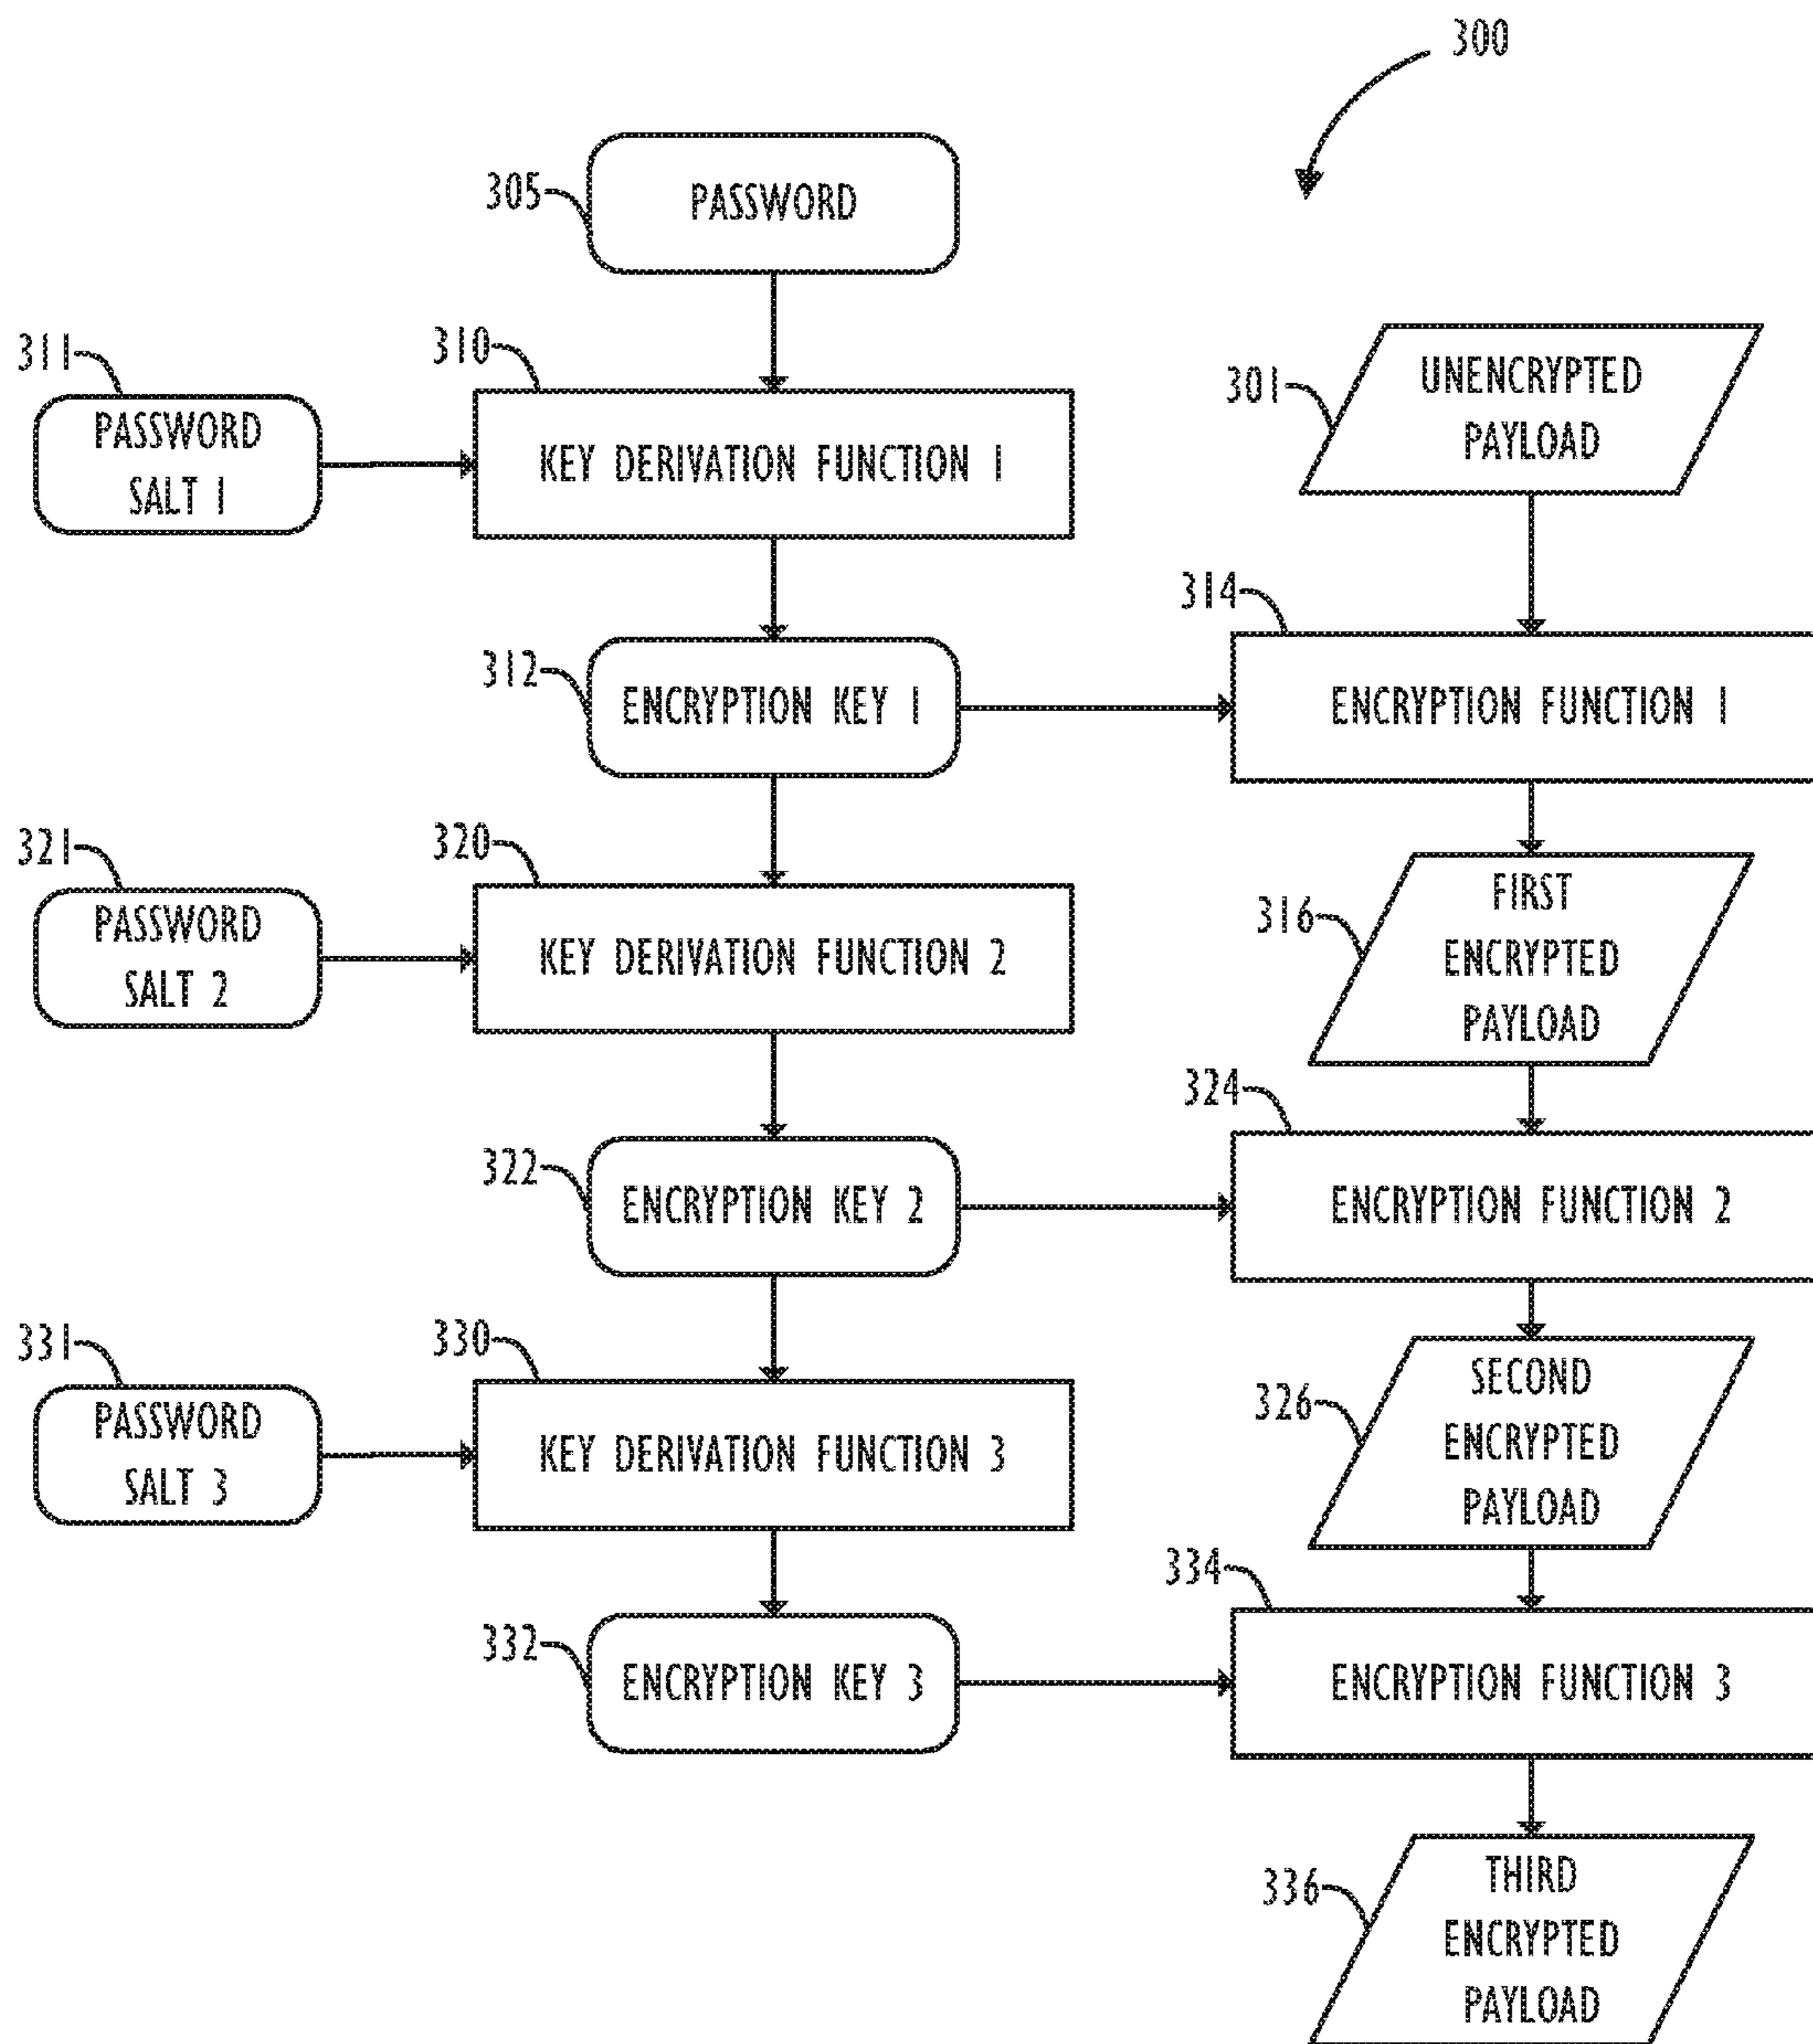 300
305
PASSWORD
311
310
301
UNENCRYPTED
PAYLOAD
PASSWORD
SALT 1
KEY DERIVATION FUNCTION 1
314
312
ENCRYPTION KEY 1
ENCRYPTION FUNCTION 1
321
320
316
FIRST
ENCRYPTED
PAYLOAD
PASSWORD
SALT 2
KEY DERIVATION FUNCTION 2
324
322
ENCRYPTION KEY 2
ENCRYPTION FUNCTION 2
331
330
326
SECOND
ENCRYPTED
PAYLOAD
PASSWORD
SALT 3
KEY DERIVATION FUNCTION 3
334
332
ENCRYPTION KEY 3
ENCRYPTION FUNCTION 3
336
THIRD
ENCRYPTED
PAYLOAD